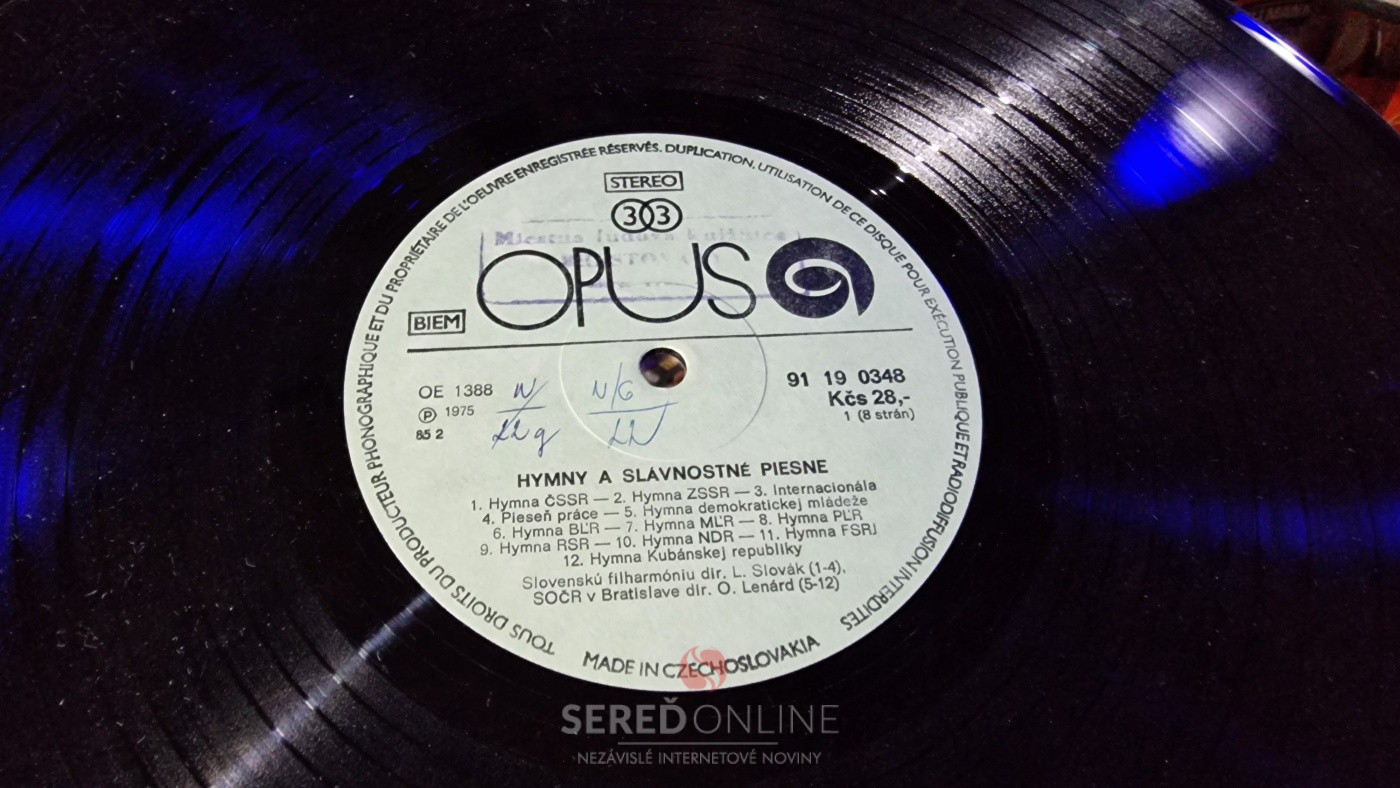 TOUS DROITS DU PRODUCTEUR PHONOGRAPHIQUE ET DU PROPRIÉTAIRE DE L'OEUVRE ENREGISTRÉE RÉSERVÉS. DUPLICATION, UTILISATION DE CE DISQUE POUR EXÉCUTION PUBLIQUE ET RADIODIFFUSION INTERDITES
STEREO
33
OPUS
BIEM
OE 1388
℗ 1975
85 2
91 19 0348
Kčs 28,-
1 (8 strán)
HYMNY A SLÁVNOSTNÉ PIESNE
1. Hymna ČSSR — 2. Hymna ZSSR — 3. Internacionála
4. Pieseň práce — 5. Hymna demokratickej mládeže
6. Hymna BĽR — 7. Hymna MĽR — 8. Hymna PĽR
9. Hymna RSR — 10. Hymna NDR — 11. Hymna FSRJ
12. Hymna Kubánskej republiky
Slovenskú filharmóniu dir. L. Slovák (1-4),
SOČR v Bratislave dir. O. Lenárd (5-12)
MADE IN CZECHOSLOVAKIA
SEREĎ ONLINE
NEZÁVISLÉ INTERNETOVÉ NOVINY